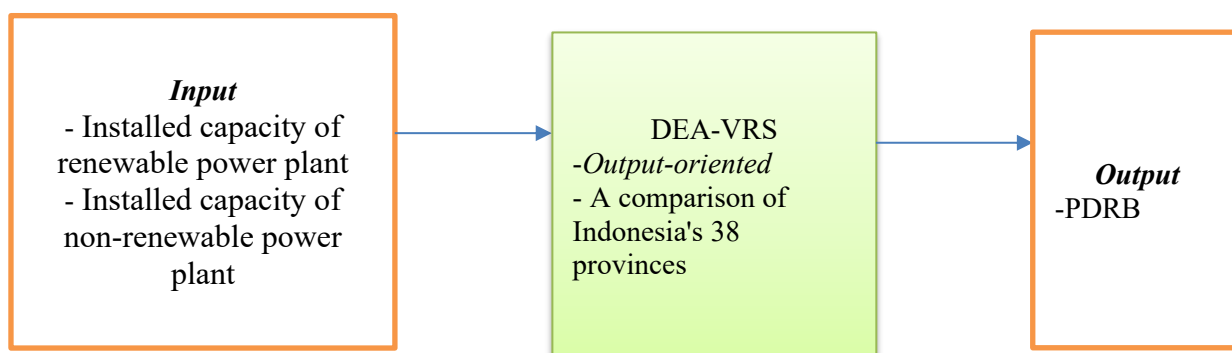 Input
- Installed capacity of
renewable power plant
- Installed capacity of
non-renewable power
plant
DEA-VRS
-Output-oriented
- A comparison of
Indonesia's 38
provinces
Output
-PDRB